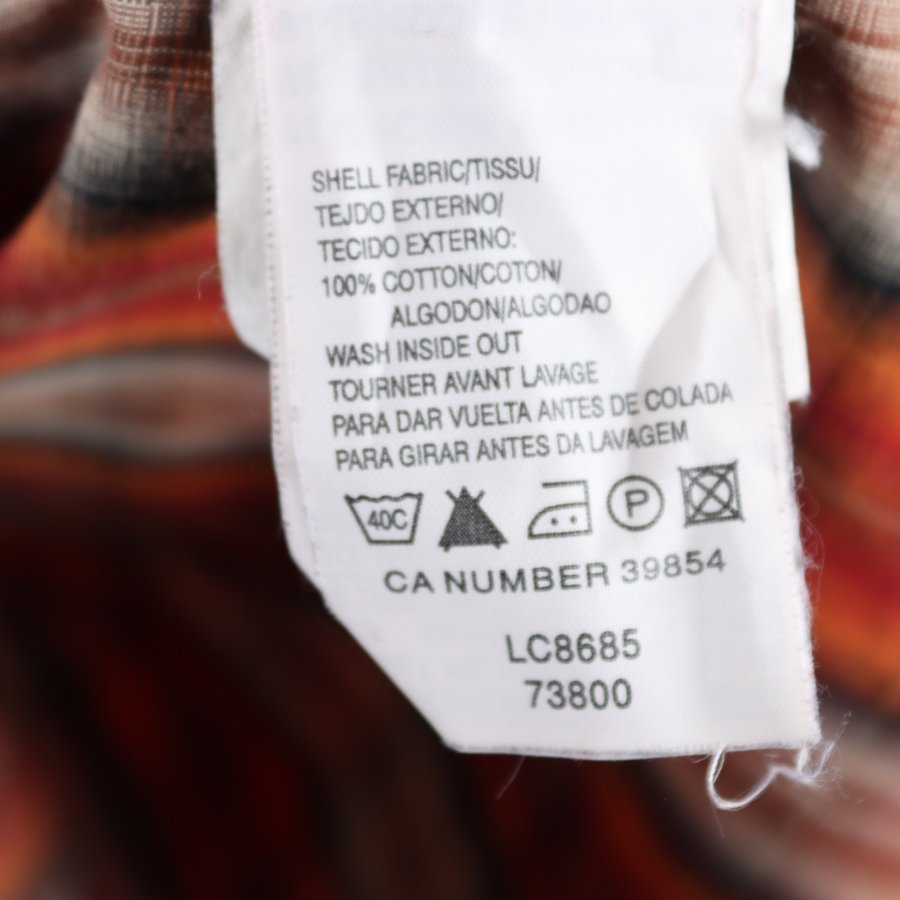 SHELL FABRIC/TISSU/
TEJDO EXTERNO/
TECIDO EXTERNO:
100% COTTON/COTON/
ALGODON/ALGODAO
WASH INSIDE OUT
TOURNER AVANT LAVAGE
PARA DAR VUELTA ANTES DE COLADA
PARA GIRAR ANTES DA LAVAGEM
40C P
CA NUMBER 39854
LC8685
73800